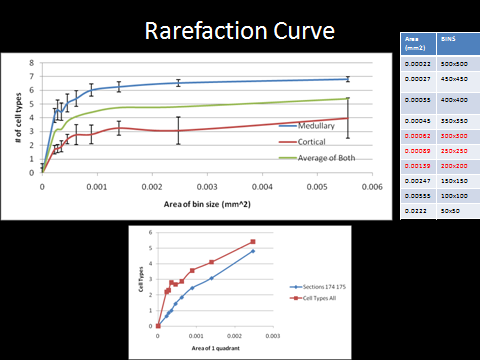 Rarefaction Curve
Area (mm2) BINS
0.00022 500x500
0.00027 450x450
0.00035 400x400
0.00045 350x350
0.00062 300x300
0.00089 250x250
0.00139 200x200
0.00247 150x150
0.00555 100x100
0.0222 50x50
# of cell types
8
7
6
5
4
3
2
1
0
0 0.001 0.002 0.003 0.004 0.005 0.006
Area of bin size (mm^2)
Medullary
Cortical
Average of Both
Cell Types
6
5
4
3
2
1
0
0 0.001 0.002 0.003
Area of 1 quadrant
Sections 174 175
Cell Types All